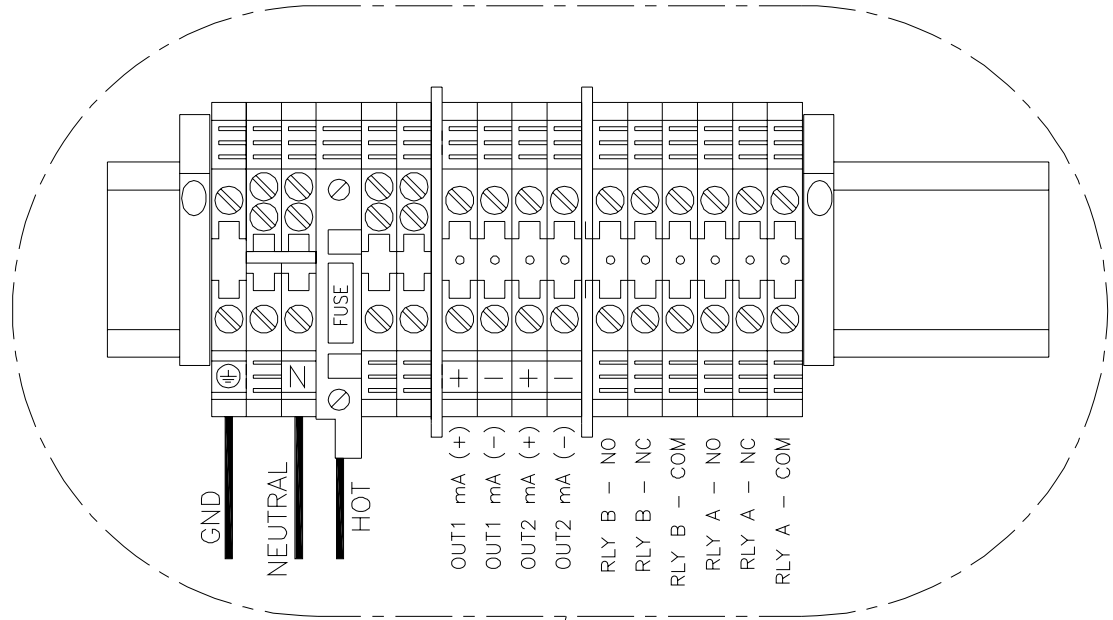 FUSE
N
+
−
+
−
GND
NEUTRAL
HOT
OUT1 mA (+)
OUT1 mA (−)
OUT2 mA (+)
OUT2 mA (−)
RLY B − NO
RLY B − NC
RLY B − COM
RLY A − NO
RLY A − NC
RLY A − COM